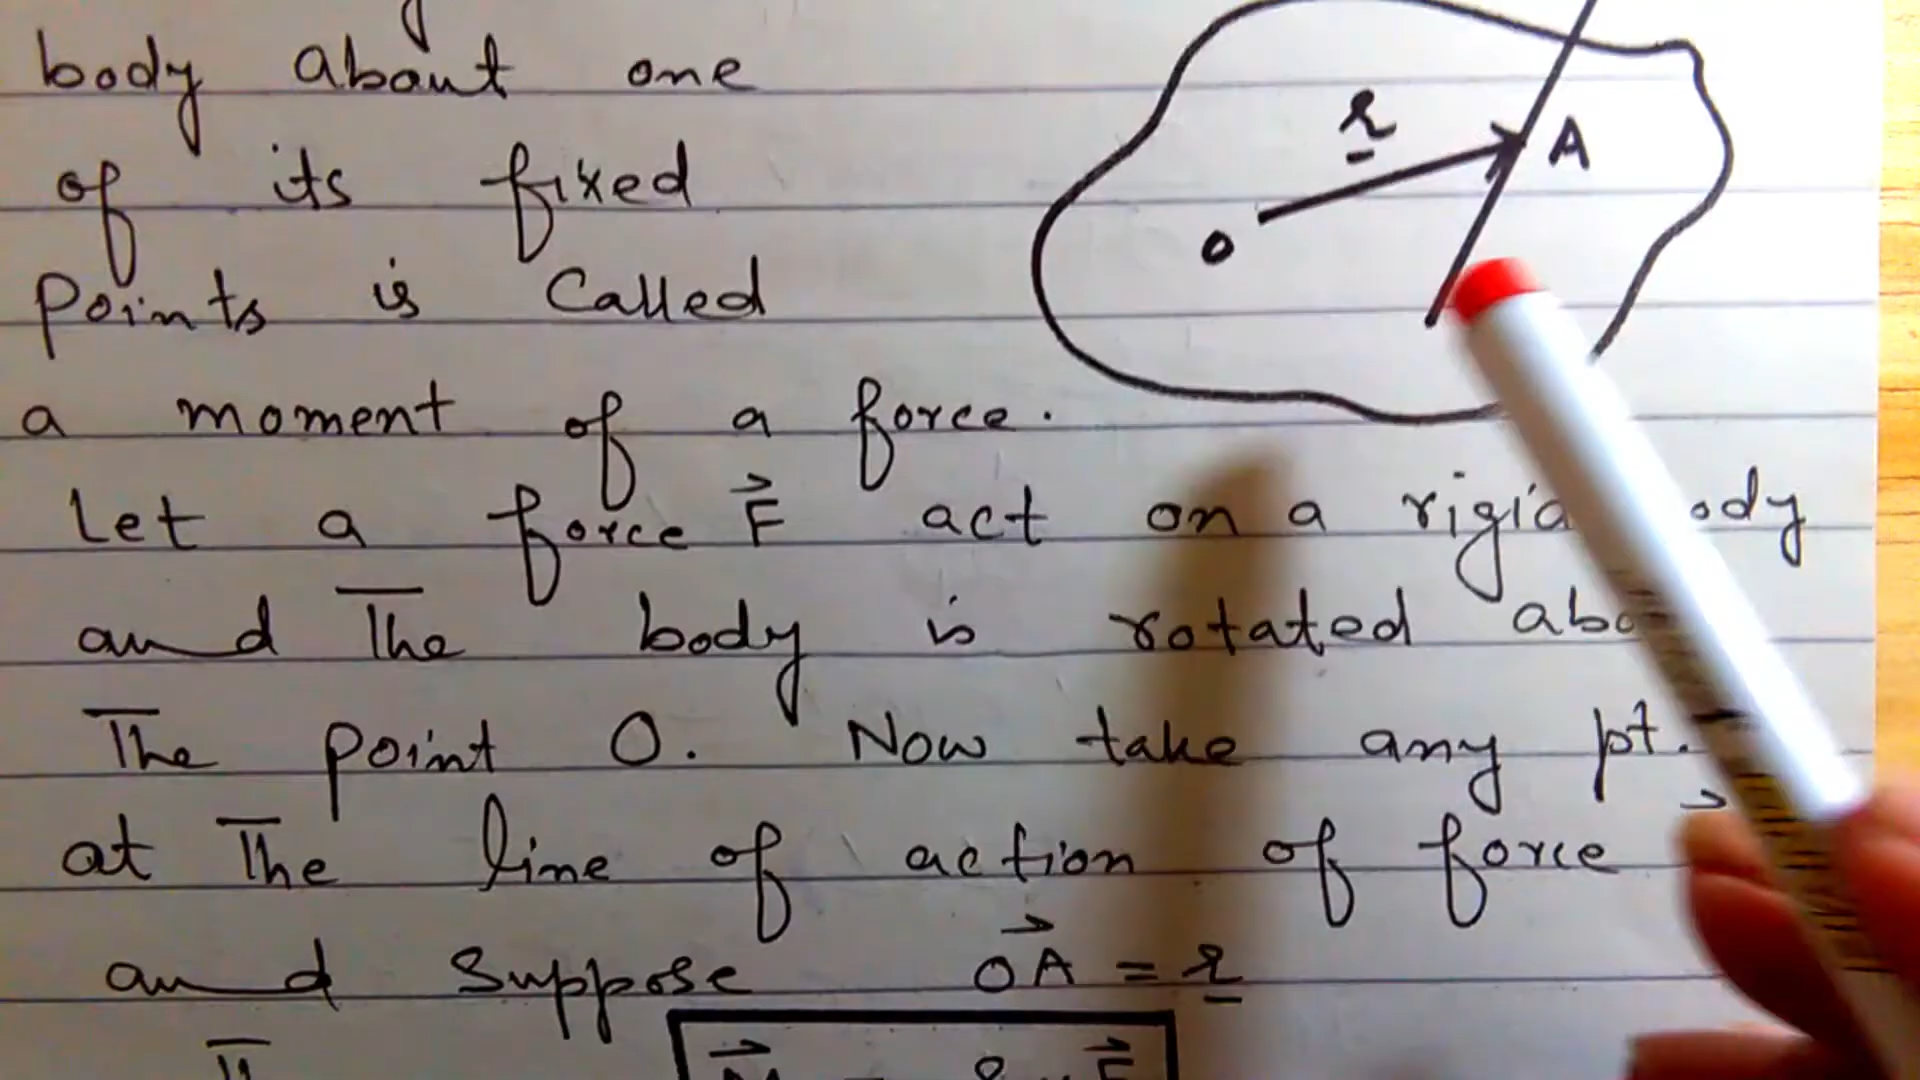 body about one
of its fixed
Points is Called
a moment of a force.
Let a force F⃗ act on a rigid body
and The body is rotated abo
The point O. Now take any pt.
at The line of action of force
and Suppose OA⃗ = r
r
A
O